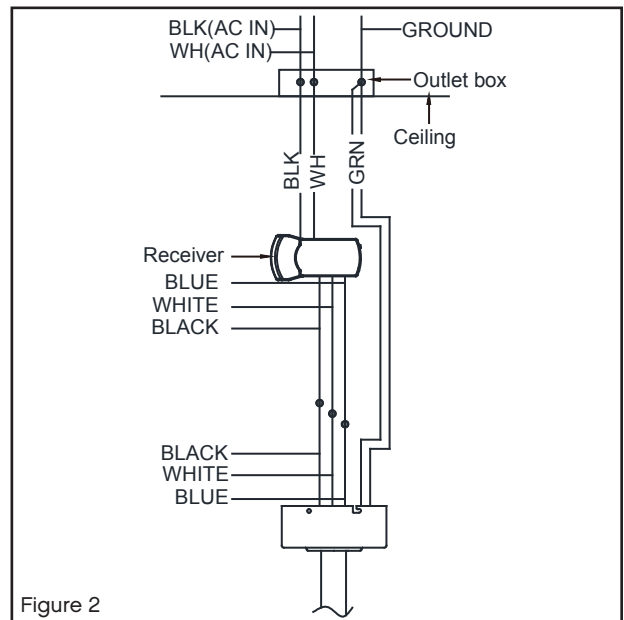 BLK(AC IN)
GROUND
WH(AC IN)
Outlet box
Ceiling
BLK
WH
GRN
Receiver
BLUE
WHITE
BLACK
BLACK
WHITE
BLUE
Figure 2